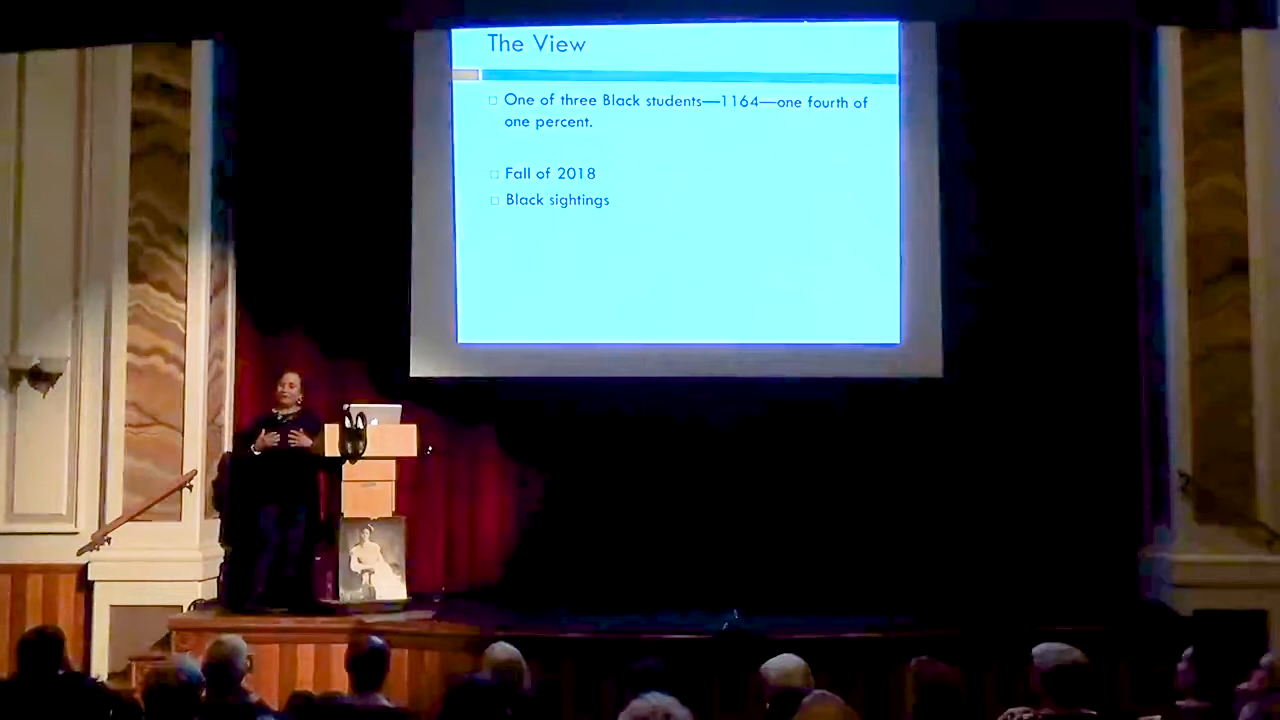 The View
One of three Black students—1164—one fourth of
one percent.
Fall of 2018
Black sightings